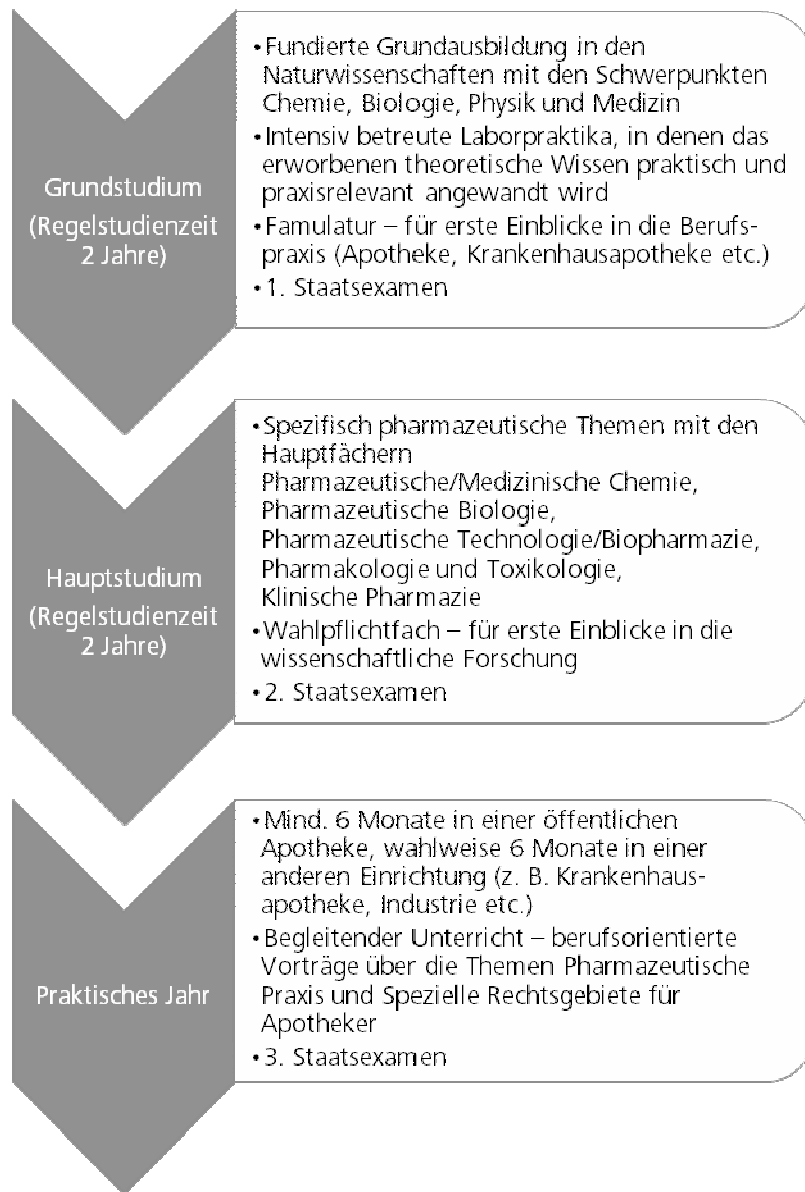 Grundstudium
(Regelstudienzeit
2 Jahre)
•Fundierte Grundausbildung in den
Naturwissenschaften mit den Schwerpunkten
Chemie, Biologie, Physik und Medizin
•Intensiv betreute Laborpraktika, in denen das
erworbenen theoretische Wissen praktisch und
praxisrelevant angewandt wird
•Famulatur – für erste Einblicke in die Berufs-
praxis (Apotheke, Krankenhausapotheke etc.)
•1. Staatsexamen
Hauptstudium
(Regelstudienzeit
2 Jahre)
•Spezifisch pharmazeutische Themen mit den
Hauptfächern
Pharmazeutische/Medizinische Chemie,
Pharmazeutische Biologie,
Pharmazeutische Technologie/Biopharmazie,
Pharmakologie und Toxikologie,
Klinische Pharmazie
•Wahlpflichtfach – für erste Einblicke in die
wissenschaftliche Forschung
•2. Staatsexamen
Praktisches Jahr
•Mind. 6 Monate in einer öffentlichen
Apotheke, wahlweise 6 Monate in einer
anderen Einrichtung (z. B. Krankenhaus-
apotheke, Industrie etc.)
•Begleitender Unterricht – berufsorientierte
Vorträge über die Themen Pharmazeutische
Praxis und Spezielle Rechtsgebiete für
Apotheker
•3. Staatsexamen